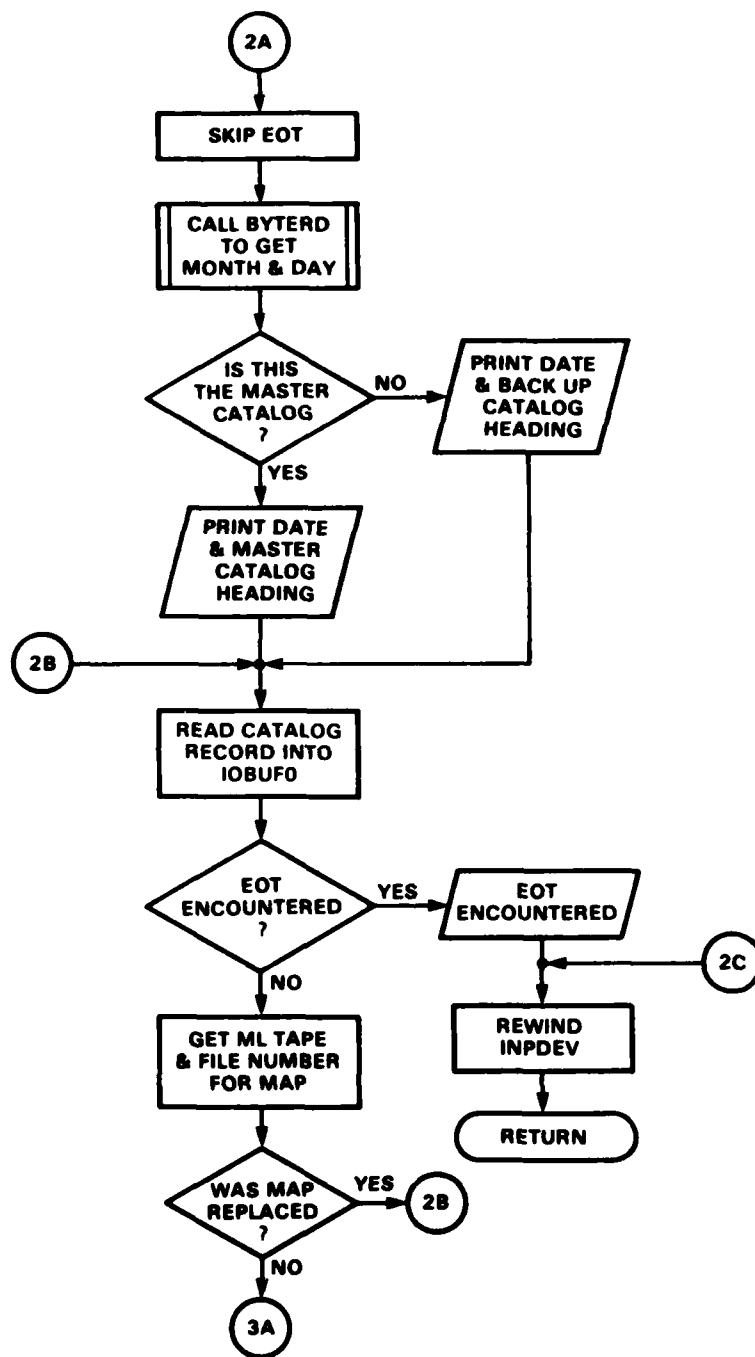 2A
SKIP EOT
CALL BYTERD
TO GET
MONTH & DAY
IS THIS
THE MASTER
CATALOG
?
NO
PRINT DATE
& BACK UP
CATALOG
HEADING
YES
PRINT DATE
& MASTER
CATALOG
HEADING
2B
READ CATALOG
RECORD INTO
IOBUF0
EOT
ENCOUNTERED
?
YES
EOT
ENCOUNTERED
2C
NO
REWIND
INPDEV
GET ML TAPE
& FILE NUMBER
FOR MAP
RETURN
WAS MAP
REPLACED
?
YES
2B
NO
3A